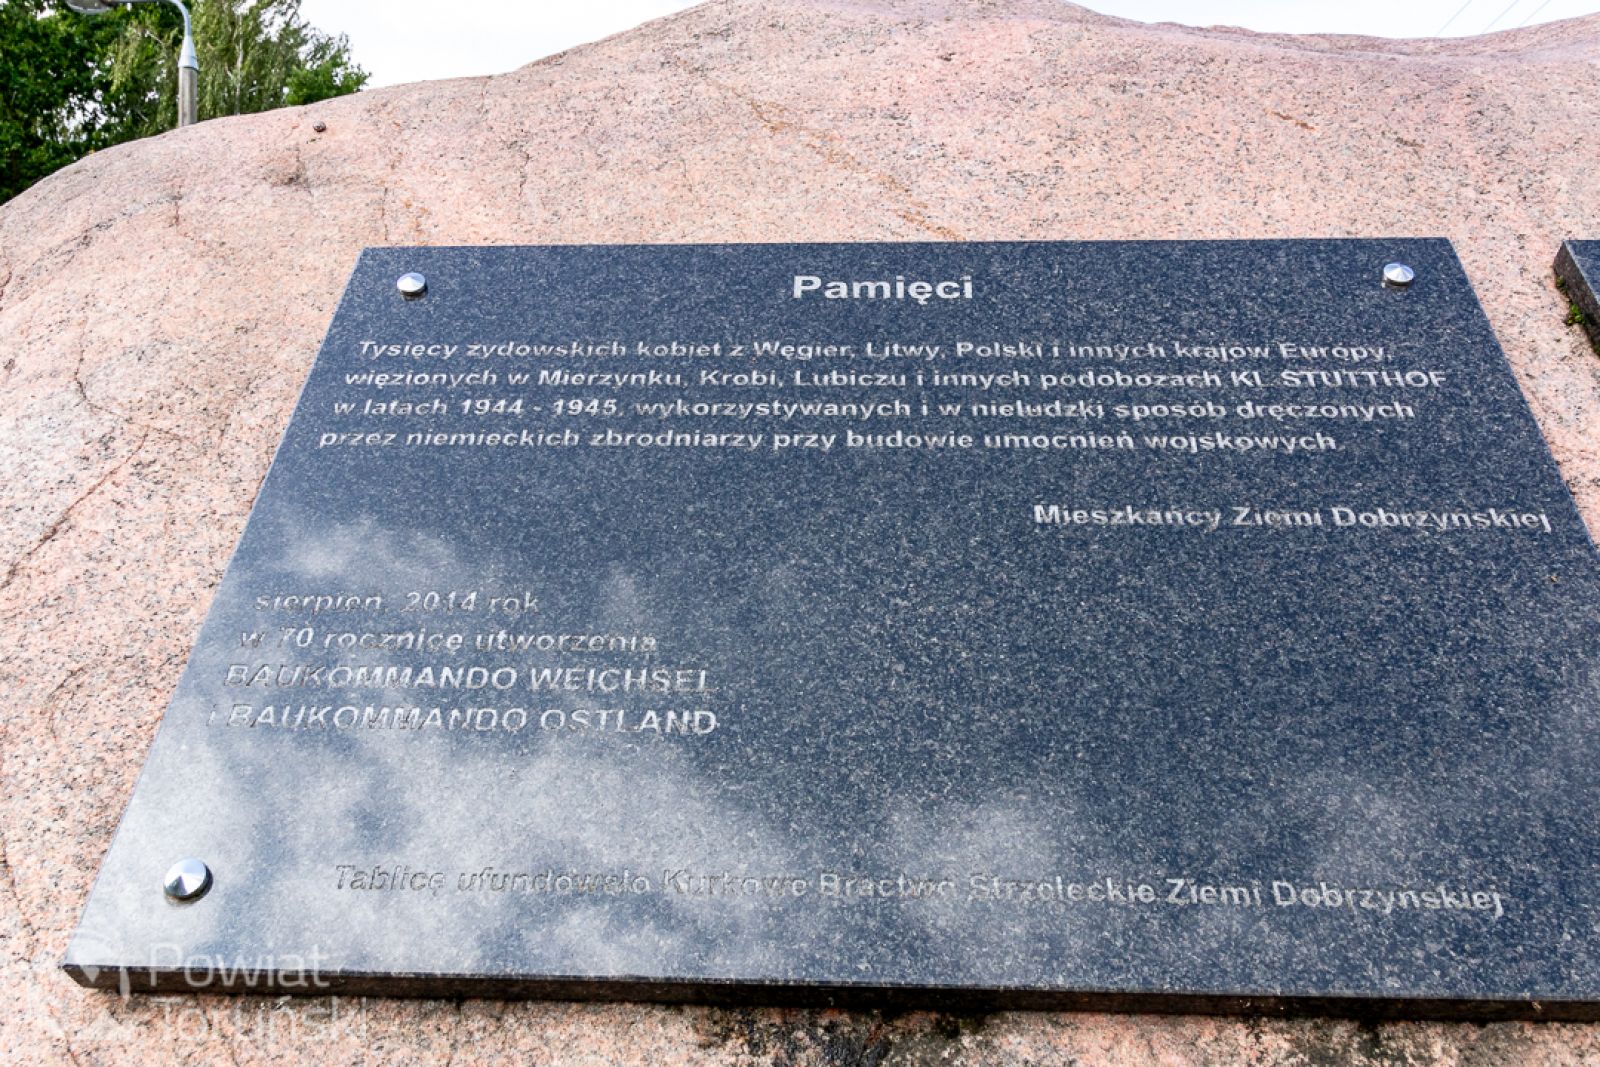 Pamięci
Tysięcy żydowskich kobiet z Węgier, Litwy, Polski i innych krajów Europy,
więzionych w Mierzynku, Krobi, Lubiczu i innych podobozach KL STUTTHOF
w latach 1944 - 1945, wykorzystywanych i w nieludzki sposób dręczonych
przez niemieckich zbrodniarzy przy budowie umocnień wojskowych.
Mieszkańcy Ziemi Dobrzyńskiej
sierpień, 2014 rok
w 70 rocznicę utworzenia
BAUKOMMANDO WEICHSEL
i BAUKOMMANDO OSTLAND
Tablicę ufundowało Kurkowe Bractwo Strzeleckie Ziemi Dobrzyńskiej
Powiat
Toruński